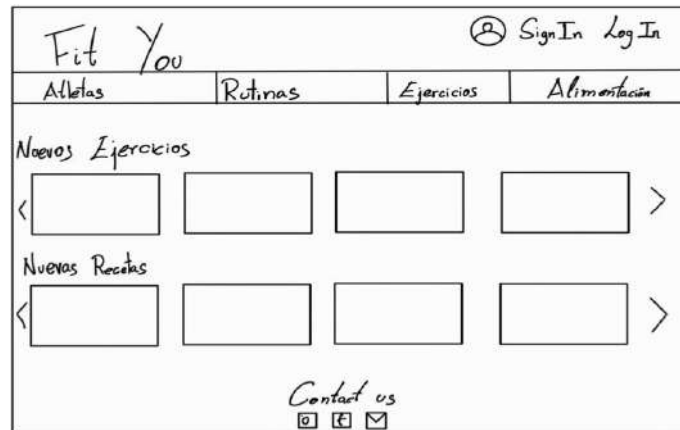 Fit You
Sign In Log In
Atletas Rutinas Ejercicios Alimentación
Nuevos Ejercicios
Nuevas Recetas
Contact us